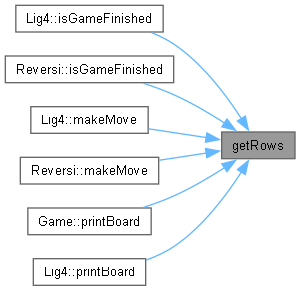 Lig4::isGameFinished
Reversi::isGameFinished
Lig4::makeMove
getRows
Reversi::makeMove
Game::printBoard
Lig4::printBoard